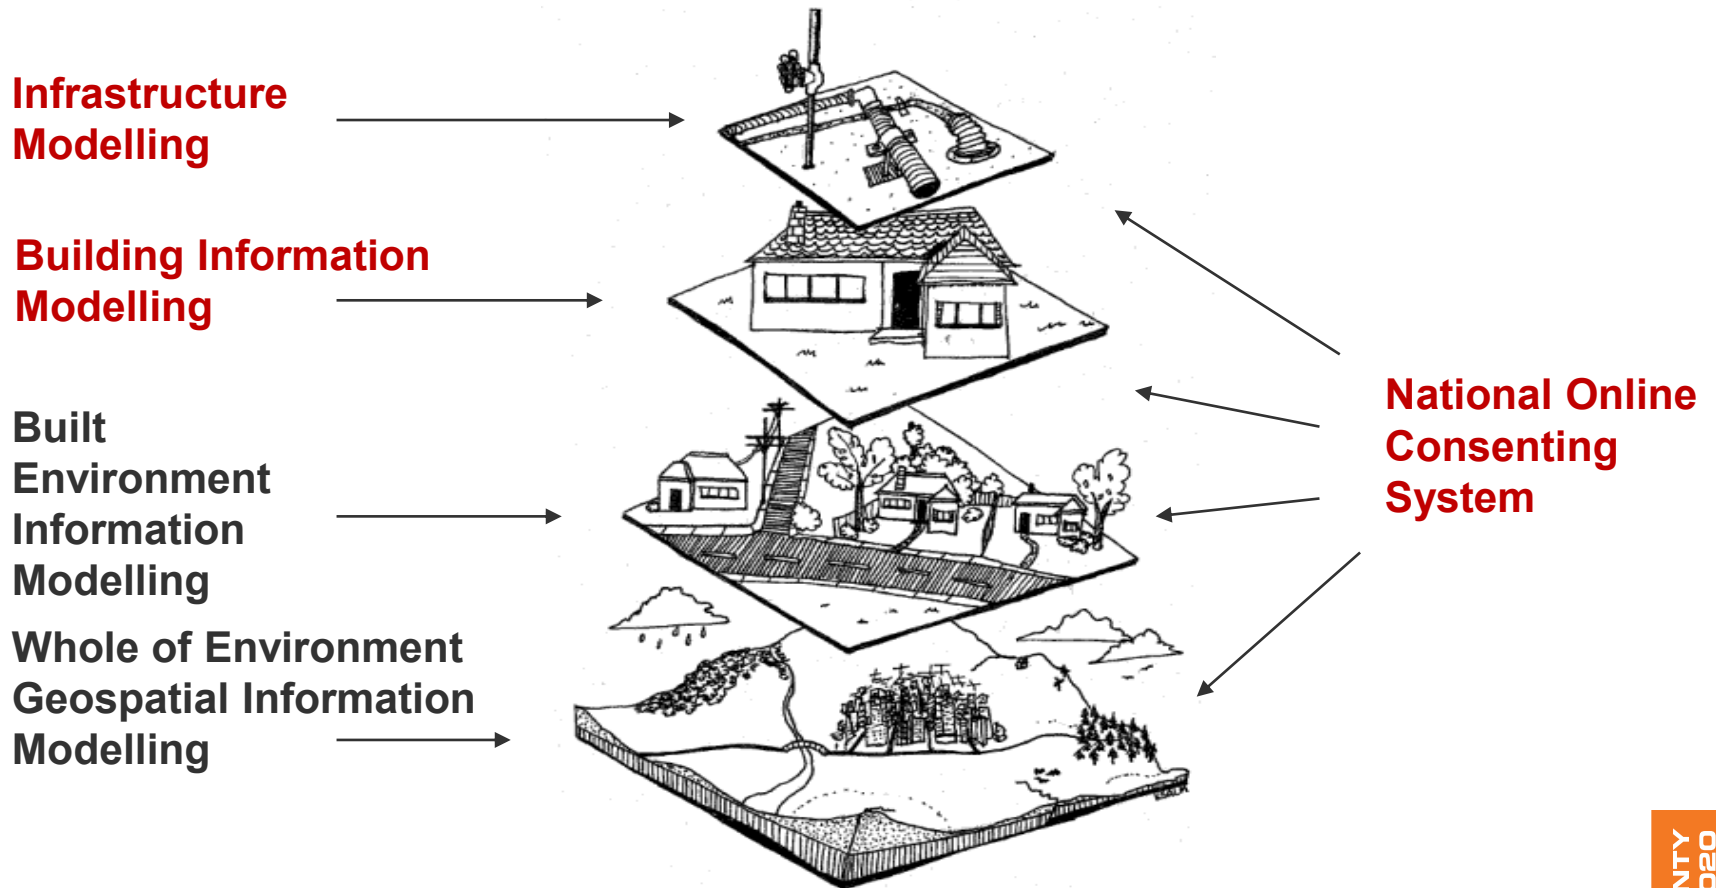 Infrastructure
Modelling
Building Information
Modelling
Built
Environment
Information
Modelling
Whole of Environment
Geospatial Information
Modelling
National Online
Consenting
System